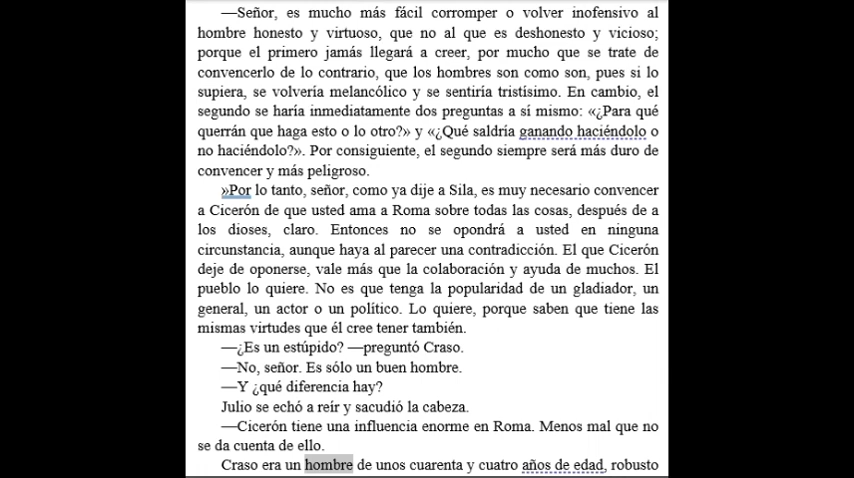 —Señor, es mucho más fácil corromper o volver inofensivo al
hombre honesto y virtuoso, que no al que es deshonesto y vicioso;
porque el primero jamás llegará a creer, por mucho que se trate de
convencerlo de lo contrario, que los hombres son como son, pues si lo
supiera, se volvería melancólico y se sentiría tristísimo. En cambio, el
segundo se haría inmediatamente dos preguntas a sí mismo: «¿Para qué
querrán que haga esto o lo otro?» y «¿Qué saldría ganando haciéndolo o
no haciéndolo?». Por consiguiente, el segundo siempre será más duro de
convencer y más peligroso.
»Por lo tanto, señor, como ya dije a Sila, es muy necesario convencer
a Cicerón de que usted ama a Roma sobre todas las cosas, después de a
los dioses, claro. Entonces no se opondrá a usted en ninguna
circunstancia, aunque haya al parecer una contradicción. El que Cicerón
deje de oponerse, vale más que la colaboración y ayuda de muchos. El
pueblo lo quiere. No es que tenga la popularidad de un gladiador, un
general, un actor o un político. Lo quiere, porque saben que tiene las
mismas virtudes que él cree tener también.
—¿Es un estúpido? —preguntó Craso.
—No, señor. Es sólo un buen hombre.
—Y ¿qué diferencia hay?
Julio se echó a reír y sacudió la cabeza.
—Cicerón tiene una influencia enorme en Roma. Menos mal que no
se da cuenta de ello.
Craso era un hombre de unos cuarenta y cuatro años de edad, robusto